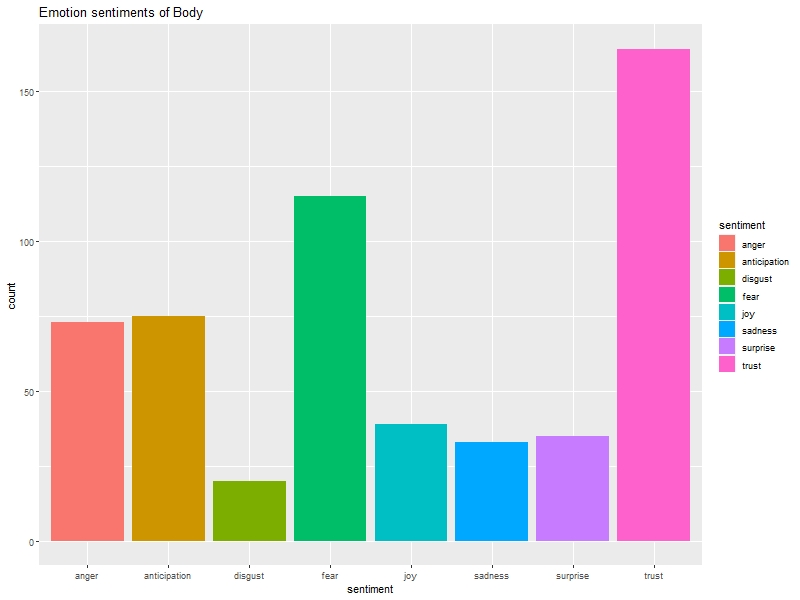 Emotion sentiments of Body
count
150
100
50
0
anger anticipation disgust fear joy sadness surprise trust
sentiment
sentiment
anger
anticipation
disgust
fear
joy
sadness
surprise
trust